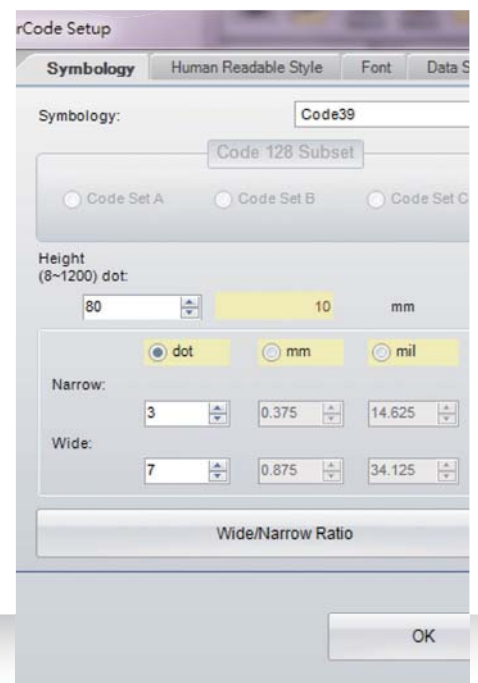 rCode Setup
Symbology Human Readable Style Font Data S
Symbology: Code39
Code 128 Subset
Code Set A Code Set B Code Set C
Height
(8~1200) dot:
80 10 mm
dot mm mil
Narrow:
3 0.375 14.625
Wide:
7 0.875 34.125
Wide/Narrow Ratio
OK